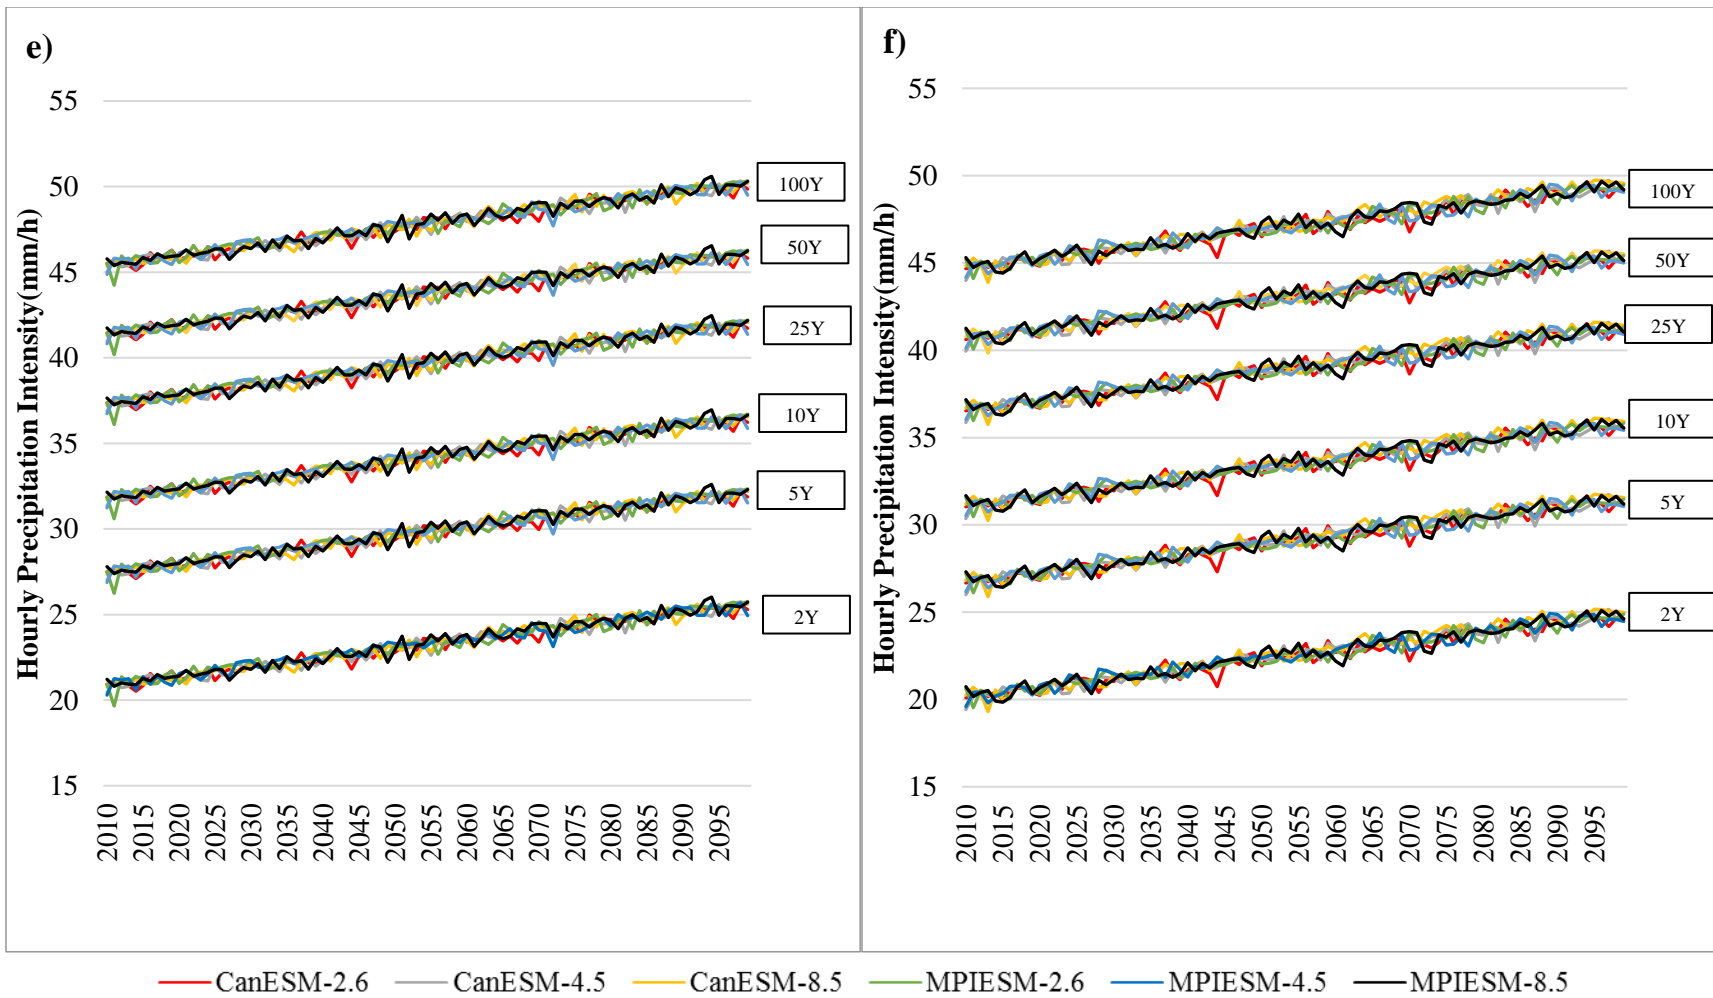 e)
Hourly Precipitation Intensity(mm/h)
55
50
45
40
35
30
25
20
15
100Y
50Y
25Y
10Y
5Y
2Y
2010 2015 2020 2025 2030 2035 2040 2045 2050 2055 2060 2065 2070 2075 2080 2085 2090 2095
f)
Hourly Precipitation Intensity(mm/h)
55
50
45
40
35
30
25
20
15
100Y
50Y
25Y
10Y
5Y
2Y
2010 2015 2020 2025 2030 2035 2040 2045 2050 2055 2060 2065 2070 2075 2080 2085 2090 2095
CanESM-2.6 CanESM-4.5 CanESM-8.5 MPIESM-2.6 MPIESM-4.5 MPIESM-8.5